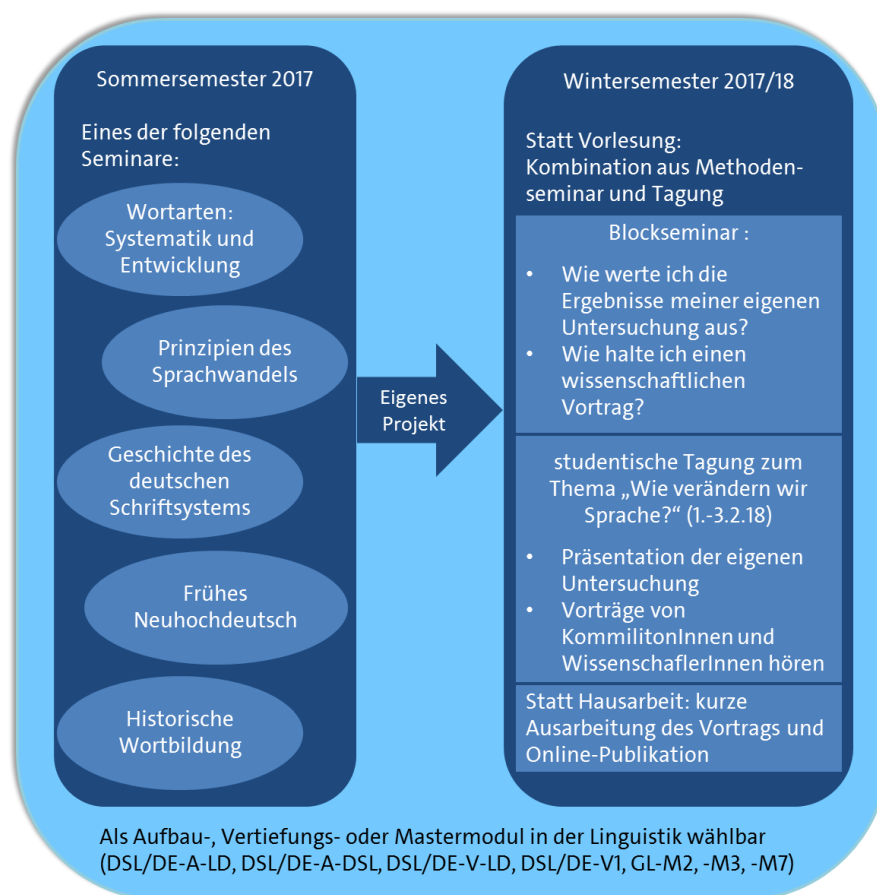 Sommersemester 2017
Eines der folgenden
Seminare:
Wortarten:
Systematik und
Entwicklung
Prinzipien des
Sprachwandels
Geschichte des
deutschen
Schriftsystems
Frühes
Neuhochdeutsch
Historische
Wortbildung
Eigenes
Projekt
Wintersemester 2017/18
Statt Vorlesung:
Kombination aus Methoden-
seminar und Tagung
Blockseminar :
• Wie werte ich die
Ergebnisse meiner eigenen
Untersuchung aus?
• Wie halte ich einen
wissenschaftlichen
Vortrag?
studentische Tagung zum
Thema „Wie verändern wir
Sprache?“ (1.-3.2.18)
• Präsentation der eigenen
Untersuchung
• Vorträge von
KommilitonInnen und
WissenschaflerInnen hören
Statt Hausarbeit: kurze
Ausarbeitung des Vortrags und
Online-Publikation
Als Aufbau-, Vertiefungs- oder Mastermodul in der Linguistik wählbar
(DSL/DE-A-LD, DSL/DE-A-DSL, DSL/DE-V-LD, DSL/DE-V1, GL-M2, -M3, -M7)